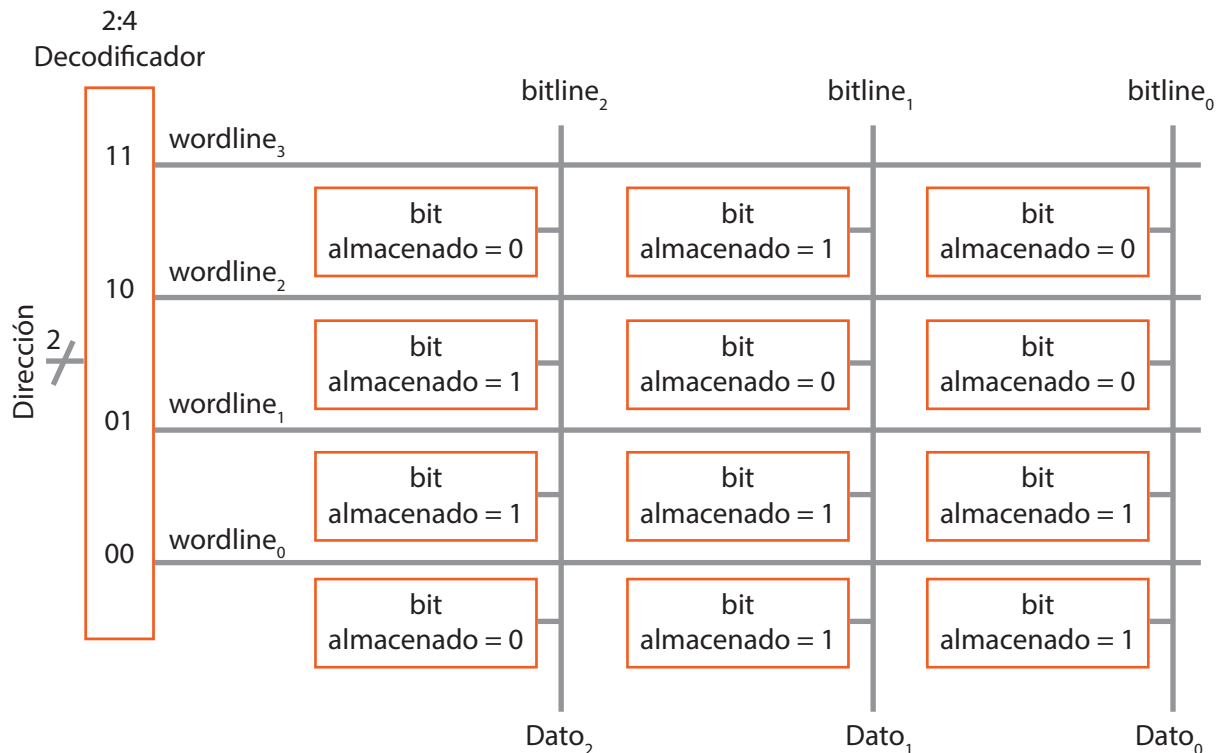 2:4
Decodificador
bitline₂
bitline₁
bitline₀
11
wordline₃
bit
almacenado = 0
bit
almacenado = 1
bit
almacenado = 0
10
wordline₂
Dirección
2
bit
almacenado = 1
bit
almacenado = 0
bit
almacenado = 0
01
wordline₁
bit
almacenado = 1
bit
almacenado = 1
bit
almacenado = 1
00
wordline₀
bit
almacenado = 0
bit
almacenado = 1
bit
almacenado = 1
Dato₂
Dato₁
Dato₀